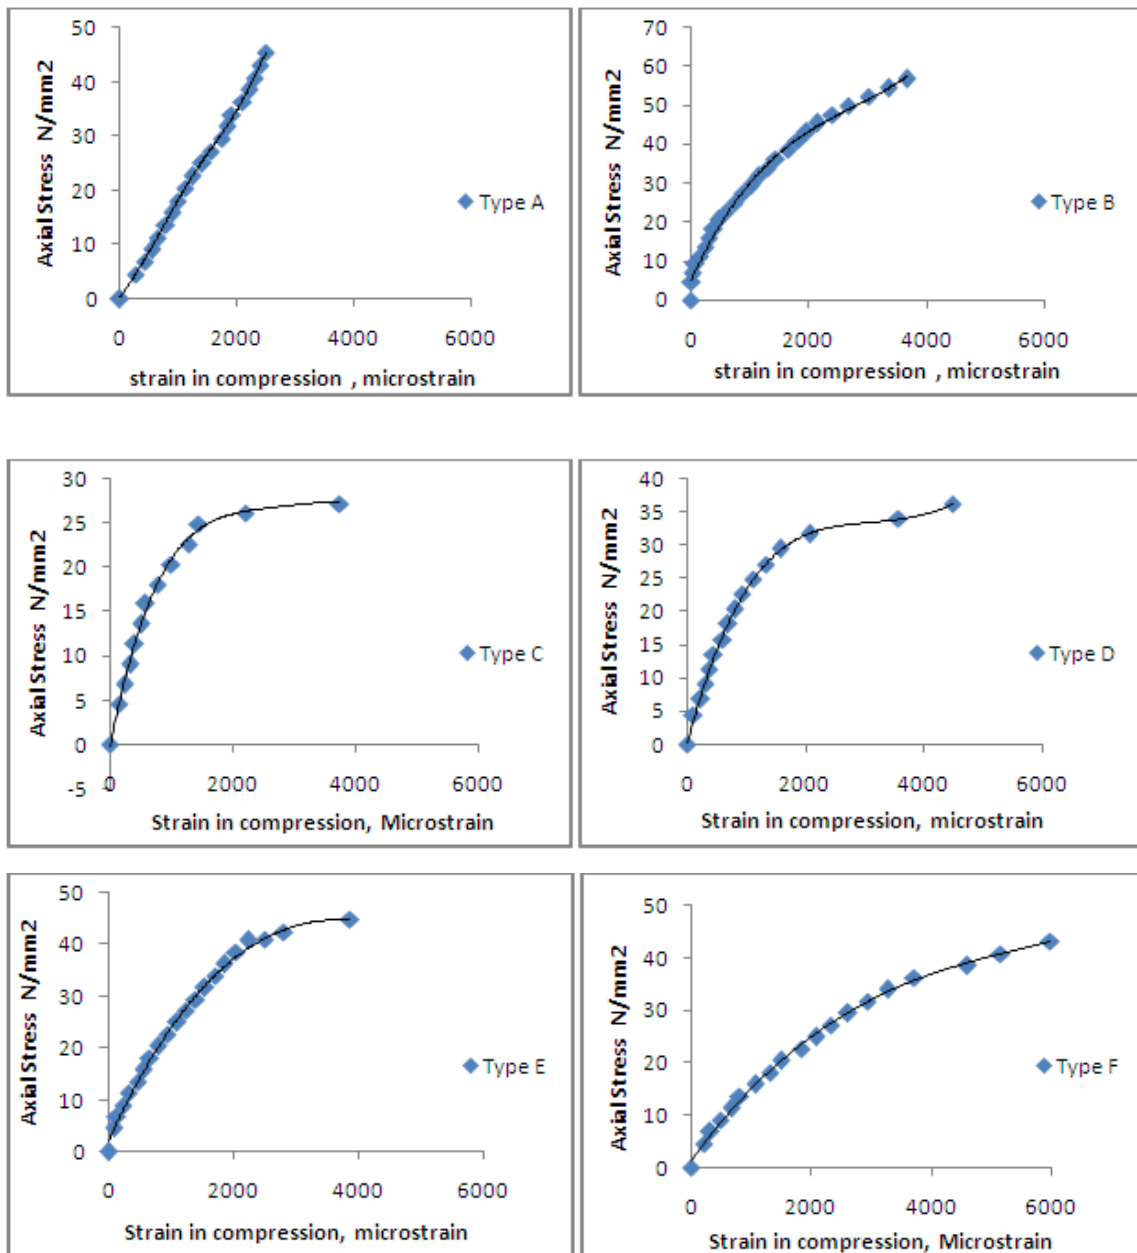 50
40
30
20
10
0
Axial Stress N/mm2
0 2000 4000 6000
strain in compression , microstrain
Type A
70
60
50
40
30
20
10
0
Axial Stress N/mm2
0 2000 4000 6000
strain in compression , microstrain
Type B
30
25
20
15
10
5
0
-5
Axial Stress N/mm2
0 2000 4000 6000
Strain in compression, Microstrain
Type C
40
35
30
25
20
15
10
5
0
Axial Stress N/mm2
0 2000 4000 6000
Strain in compression, microstrain
Type D
50
40
30
20
10
0
Axial Stress N/mm2
0 2000 4000 6000
Strain in compression, microstrain
Type E
50
40
30
20
10
0
Axial Stress N/mm2
0 2000 4000 6000
Strain in compression, Microstrain
Type F